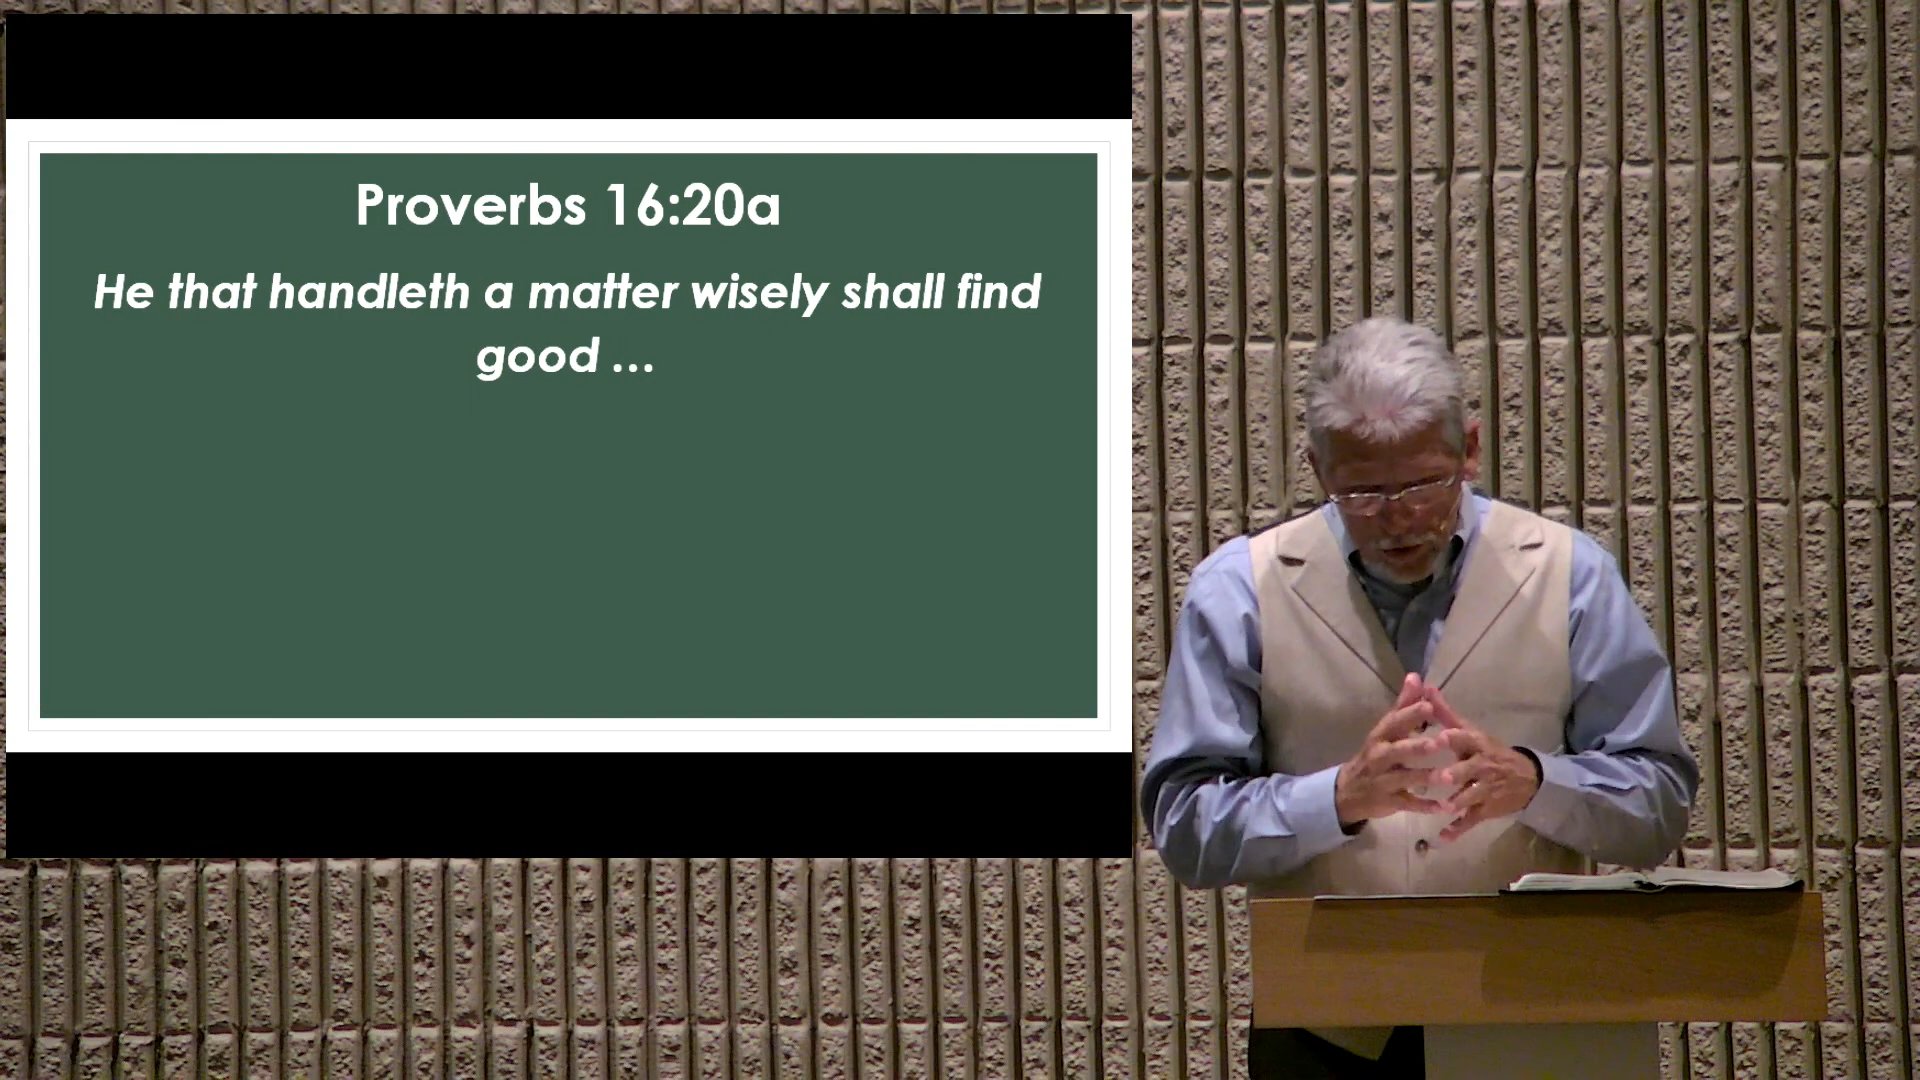 Proverbs 16:20a
He that handleth a matter wisely shall find
good ...